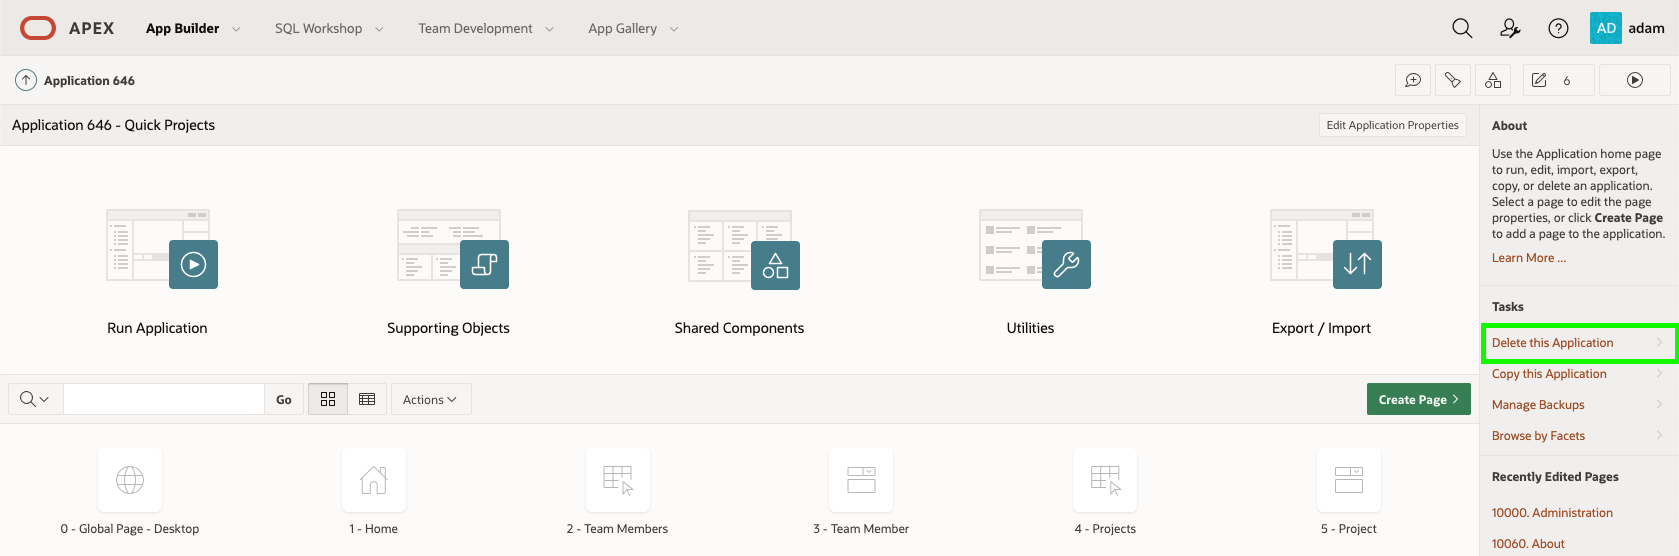 APEX App Builder SQL Workshop Team Development App Gallery AD adam
Application 646 6
Application 646 - Quick Projects Edit Application Properties
Run Application Supporting Objects Shared Components Utilities Export / Import
Go Actions Create Page
0 - Global Page - Desktop 1 - Home 2 - Team Members 3 - Team Member 4 - Projects 5 - Project
About
Use the Application home page
to run, edit, import, export,
copy, or delete an application.
Select a page to edit the page
properties, or click Create Page
to add a page to the application.
Learn More ...
Tasks
Delete this Application
Copy this Application
Manage Backups
Browse by Facets
Recently Edited Pages
10000. Administration
10060. About